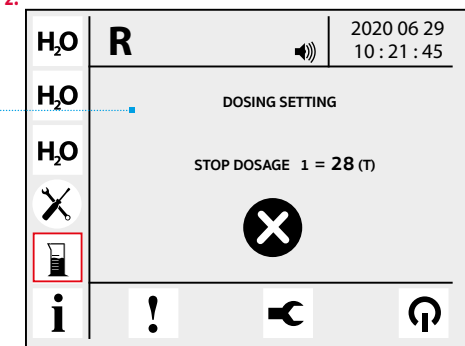 2.
H₂O
R
2020 06 29
10 : 21 : 45
H₂O
DOSING SETTING
H₂O
STOP DOSAGE 1 = 28 (T)
i
!